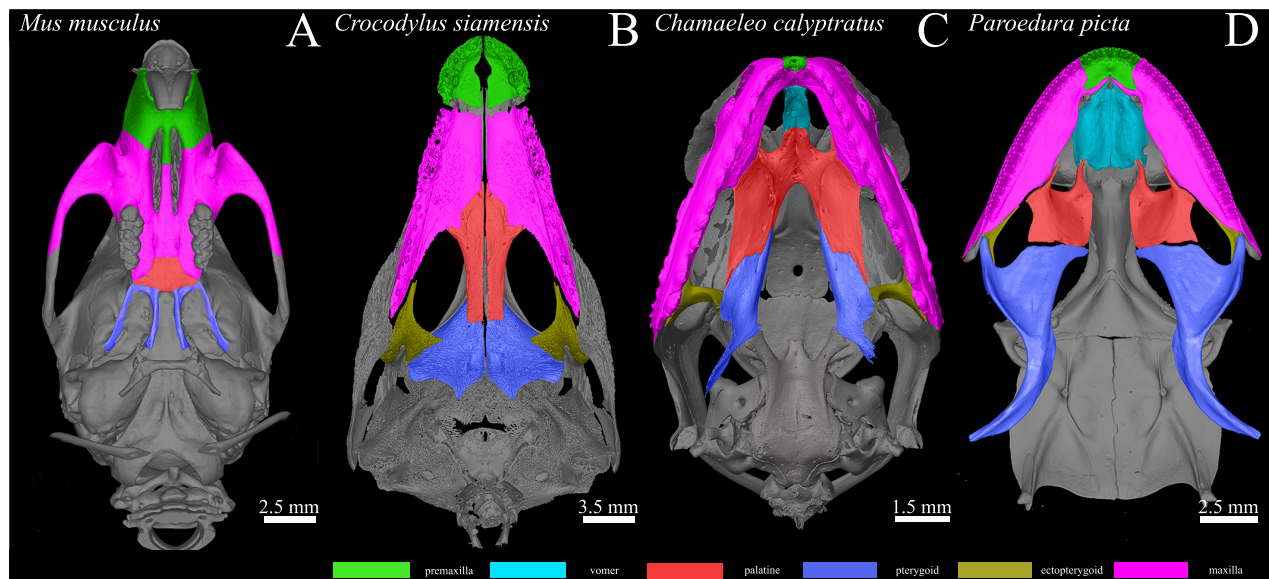 Mus musculus A Crocodylus siamensis B Chamaeleo calyptratus C Paroedura picta D
2.5 mm 3.5 mm 1.5 mm 2.5 mm
premaxilla vomer palatine pterygoid ectopterygoid maxilla